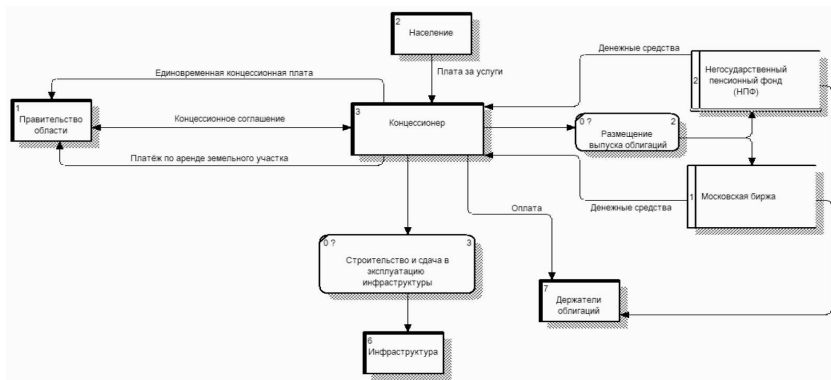 2
Население
Плата за услуги
Единовременная концессионная плата
1
Правительство
области
Концессионное соглашение
Платёж по аренде земельного участка
3
Концессионер
Денежные средства
2
Негосударственный
пенсионный фонд
(НПФ)
0 ?
2
Размещение
выпуска облигаций
1
Московская биржа
Денежные средства
Оплата
0 ?
3
Строительство и сдача в
эксплуатацию
инфраструктуры
7
Держатели
облигаций
6
Инфраструктура